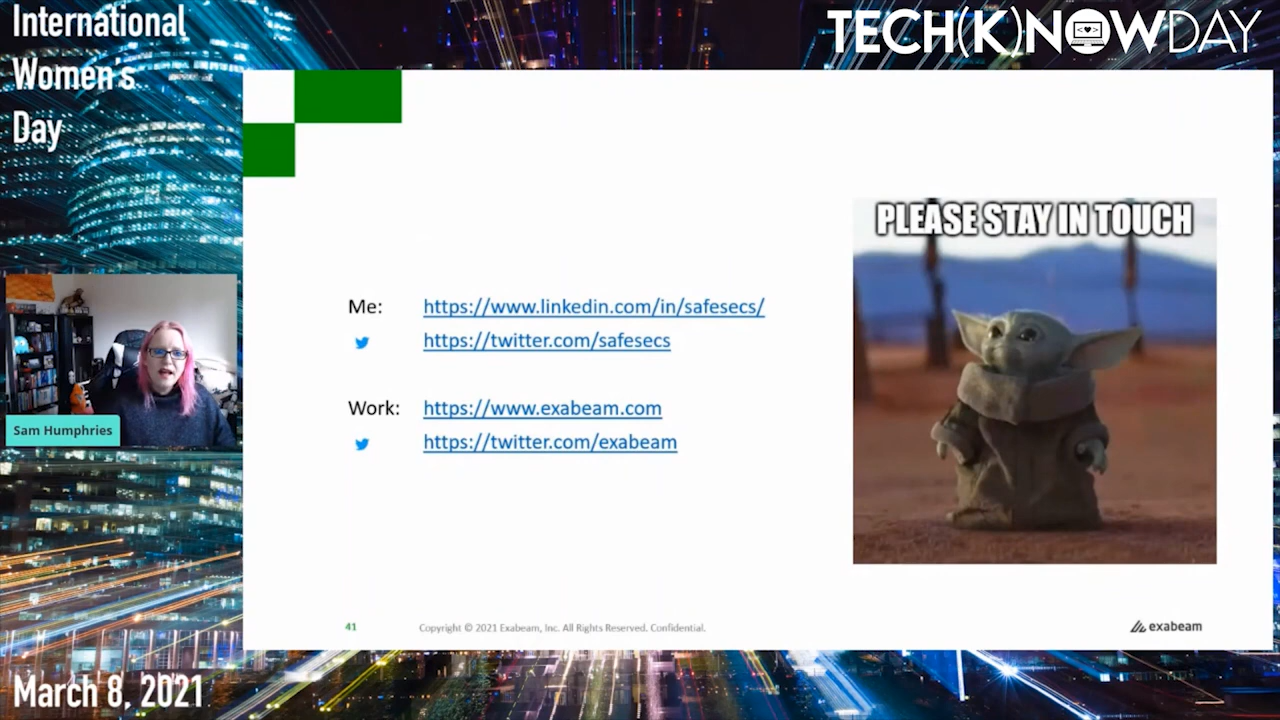 International
Women's
Day
TECH(K)NOWDAY
PLEASE STAY IN TOUCH
Me: https://www.linkedin.com/in/safesecs/
https://twitter.com/safesecs
Work: https://www.exabeam.com
https://twitter.com/exabeam
Sam Humphries
41 Copyright © 2021 Exabeam, Inc. All Rights Reserved. Confidential. exabeam
March 8, 2021